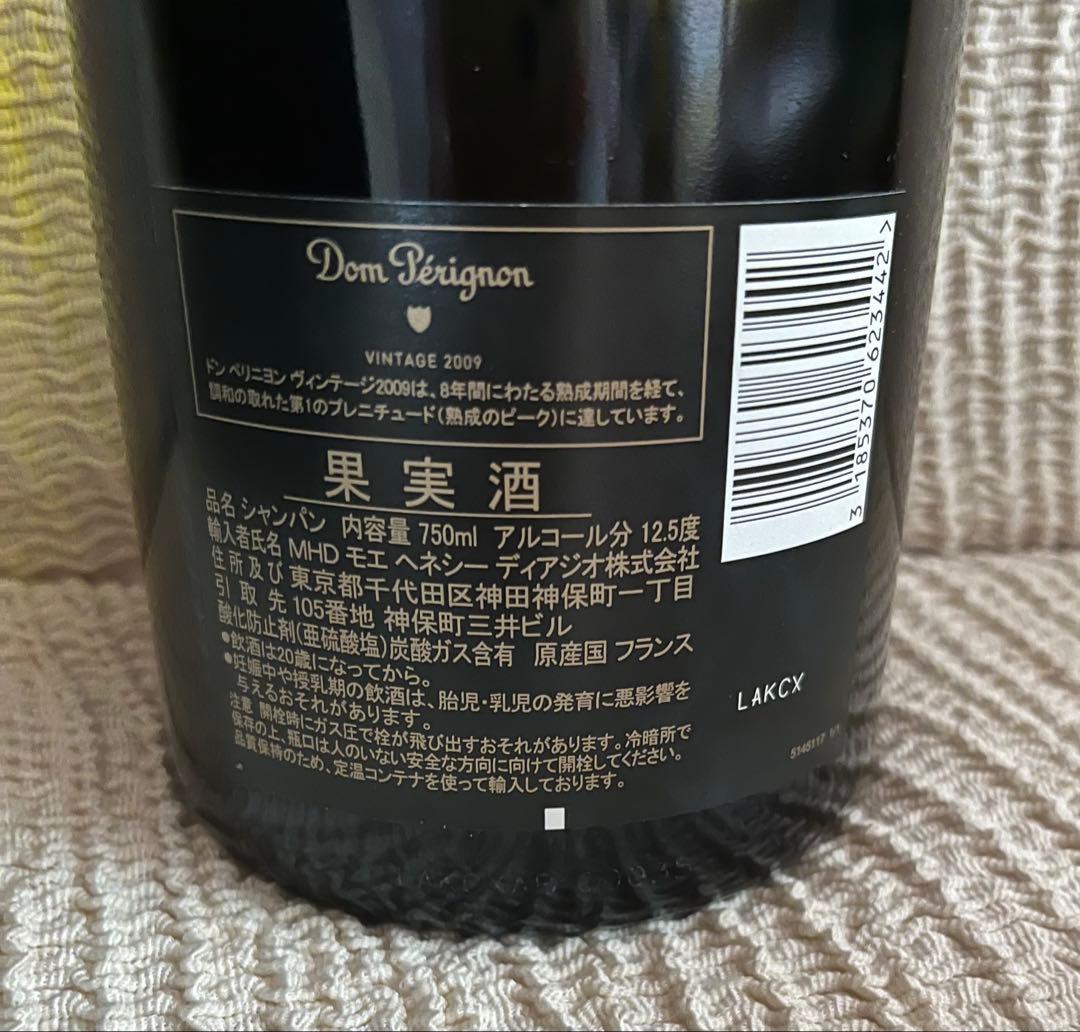 Dom Pérignon
VINTAGE 2009
ドン ペリニヨン ヴィンテージ2009は、8年間にわたる熟成期間を経て、
調和の取れた第1のプレニチュード(熟成のピーク)に達しています。
果実酒
品名 シャンパン 内容量 750ml アルコール分 12.5度
輸入者氏名 MHD モエ ヘネシー ディアジオ株式会社
住所及び 東京都千代田区神田神保町一丁目
引取先 105番地 神保町三井ビル
酸化防止剤(亜硫酸塩)炭酸ガス含有 原産国 フランス
•飲酒は20歳になってから。
•妊娠中や授乳期の飲酒は、胎児・乳児の発育に悪影響を
与えるおそれがあります。
注意 開栓時にガス圧で栓が飛び出すおそれがあります。冷暗所で
保存の上、瓶口は人のいない安全な方向に向けて開栓してください。
品質保持のため、定温コンテナを使って輸入しております。
3 185370 623442 >
LAKCX
5146117